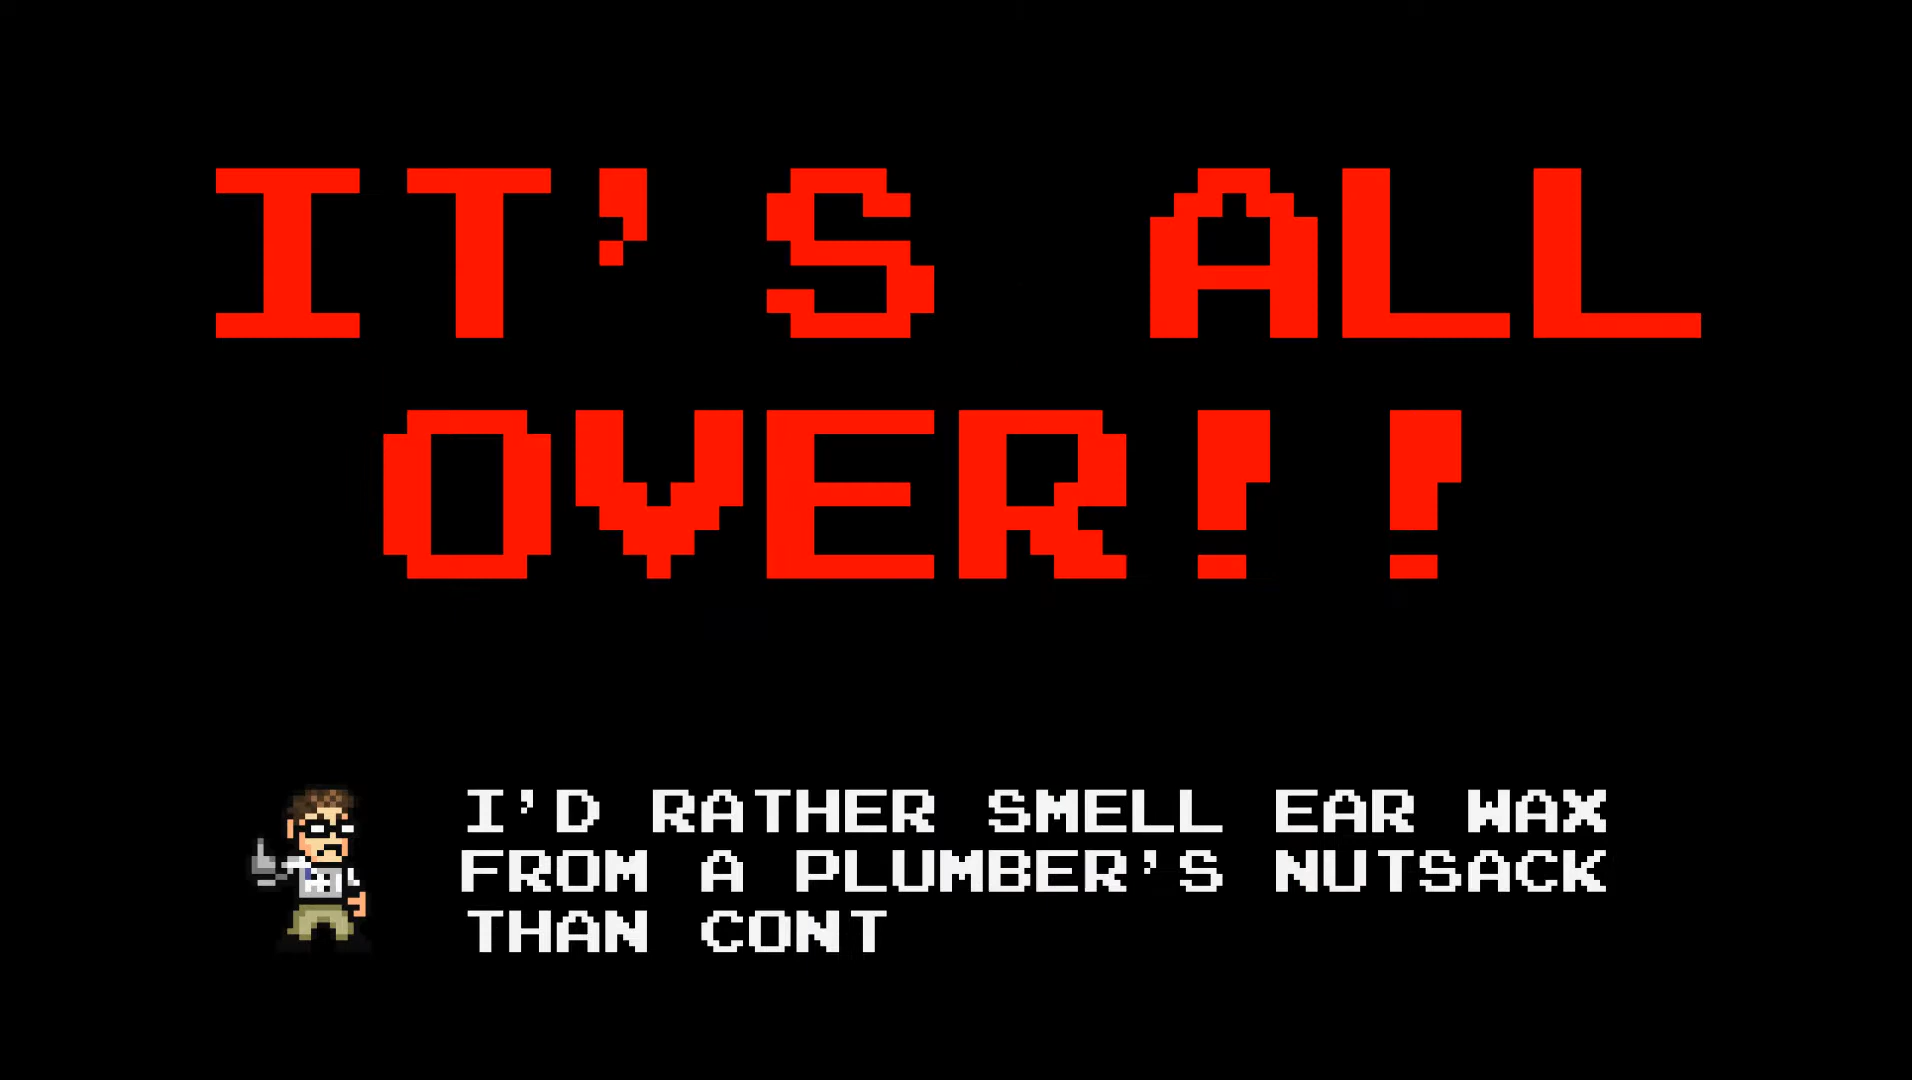 IT'S ALL
OVER!!
I'D RATHER SMELL EAR WAX
FROM A PLUMBER'S NUTSACK
THAN CONT